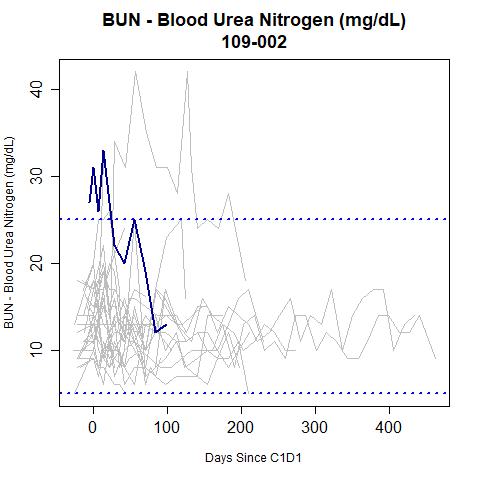 BUN - Blood Urea Nitrogen (mg/dL)
109-002
BUN - Blood Urea Nitrogen (mg/dL)
40
30
20
10
0 100 200 300 400
Days Since C1D1